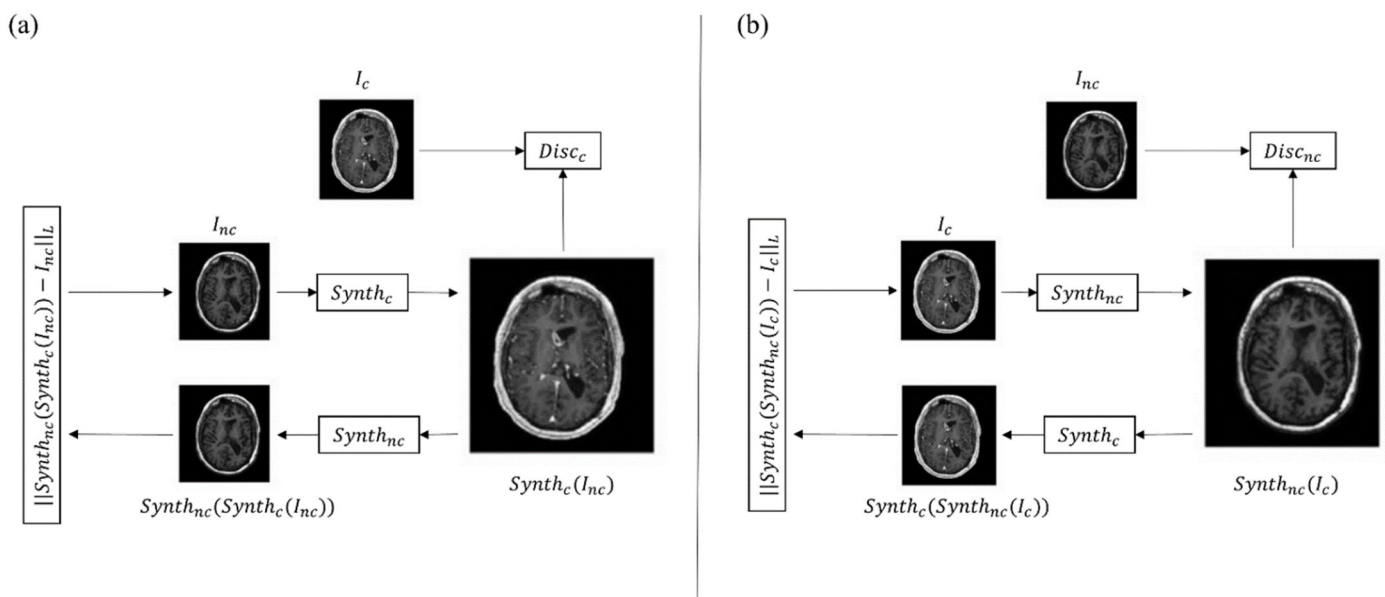 (a)
I_c
Disc_c
I_nc
||Synth_nc(Synth_c(I_nc)) − I_nc||_L
Synth_c
Synth_nc
Synth_c(I_nc)
Synth_nc(Synth_c(I_nc))
(b)
I_nc
Disc_nc
I_c
||Synth_c(Synth_nc(I_c)) − I_c||_L
Synth_nc
Synth_c
Synth_nc(I_c)
Synth_c(Synth_nc(I_c))